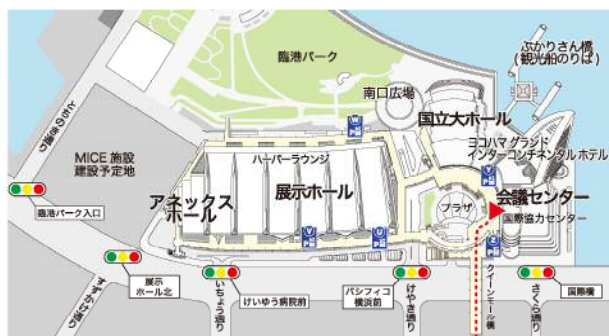 ぷかりさん橋
(観光船のりば)
臨港パーク
とちのき通り
南口広場
国立大ホール
MICE 施設
建設予定地
ハーバーラウンジ
ヨコハマ グランド
インターコンチネンタル ホテル
アネックス
ホール
展示ホール
会議センター
プラザ
国際協力センター
臨港パーク入口
展示
ホール北
けいゆう病院前
パシフィコ
横浜前
国際橋
すずかけ通り
いちょう通り
けやき通り
クイーンモール橋
さくら通り